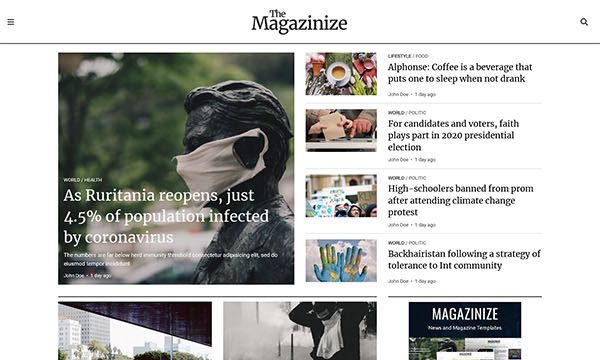 The
Magazinize
WORLD / HEALTH
As Ruritania reopens, just
4.5% of population infected
by coronavirus
The numbers are far below herd immunity threshold consectetur adipisicing elit, sed do
eiusmod tempor incididunt
John Doe • 1 day ago
LIFESTYLE / FOOD
Alphonse: Coffee is a beverage that
puts one to sleep when not drank
John Doe • 1 day ago
WORLD / POLITIC
For candidates and voters, faith
plays part in 2020 presidential
election
John Doe • 1 day ago
WORLD / POLITIC
High-schoolers banned from prom
after attending climate change
protest
John Doe • 1 day ago
WORLD / POLITIC
Backhairistan following a strategy of
tolerance to Int community
John Doe • 1 day ago
MAGAZINIZE
News and Magazine Templates